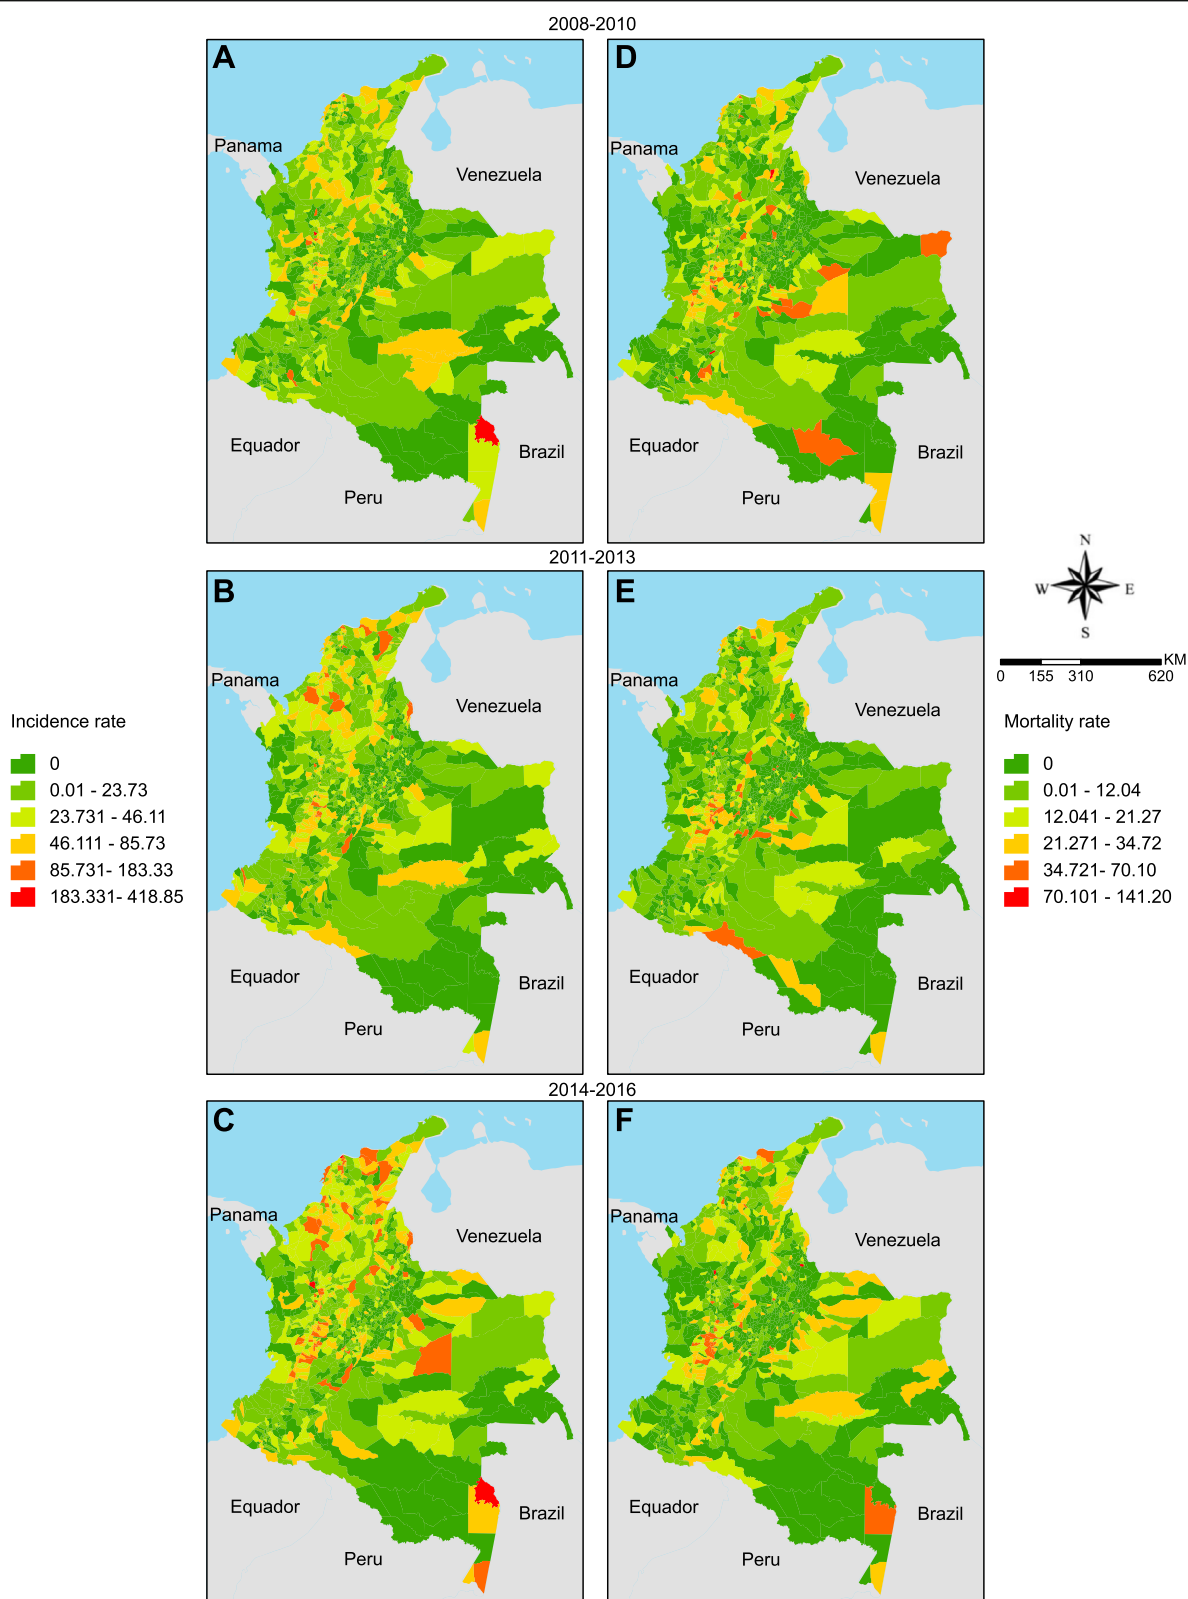 2008-2010
A
Panama
Venezuela
Equador
Brazil
Peru
D
Panama
Venezuela
Equador
Brazil
Peru
2011-2013
B
Panama
Venezuela
Equador
Brazil
Peru
E
Panama
Venezuela
Equador
Brazil
Peru
N
W E
S
KM
0 155 310 620
Incidence rate
0
0.01 - 23.73
23.731 - 46.11
46.111 - 85.73
85.731- 183.33
183.331- 418.85
Mortality rate
0
0.01 - 12.04
12.041 - 21.27
21.271 - 34.72
34.721- 70.10
70.101 - 141.20
2014-2016
C
Panama
Venezuela
Equador
Brazil
Peru
F
Panama
Venezuela
Equador
Brazil
Peru